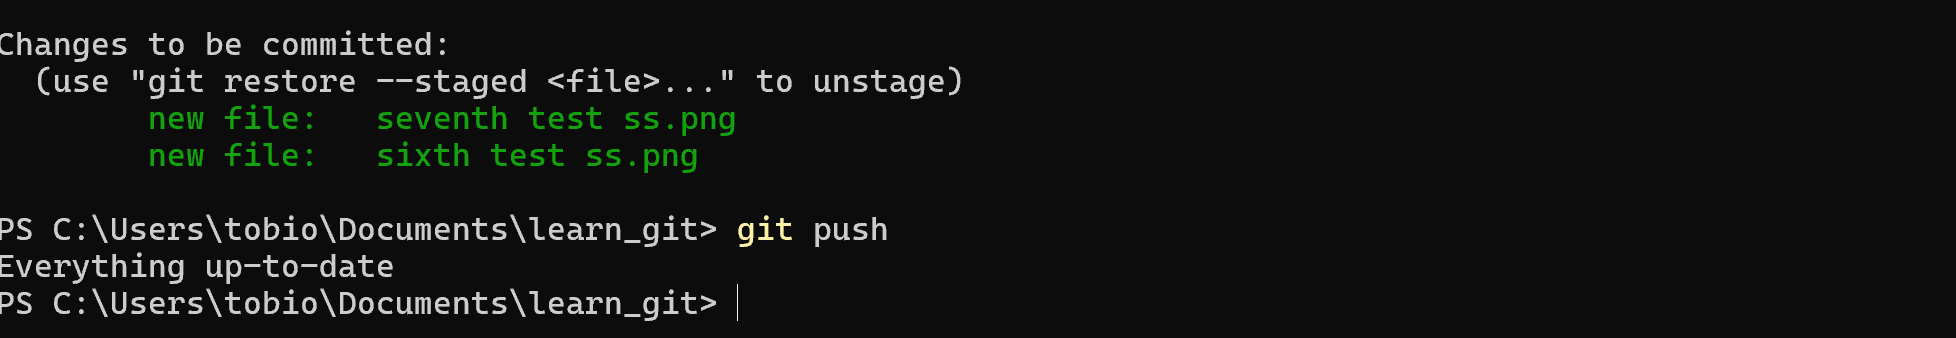 Changes to be committed:
  (use "git restore --staged <file>..." to unstage)
        new file:   seventh test ss.png
        new file:   sixth test ss.png

PS C:\Users\tobio\Documents\learn_git> git push
Everything up-to-date
PS C:\Users\tobio\Documents\learn_git>